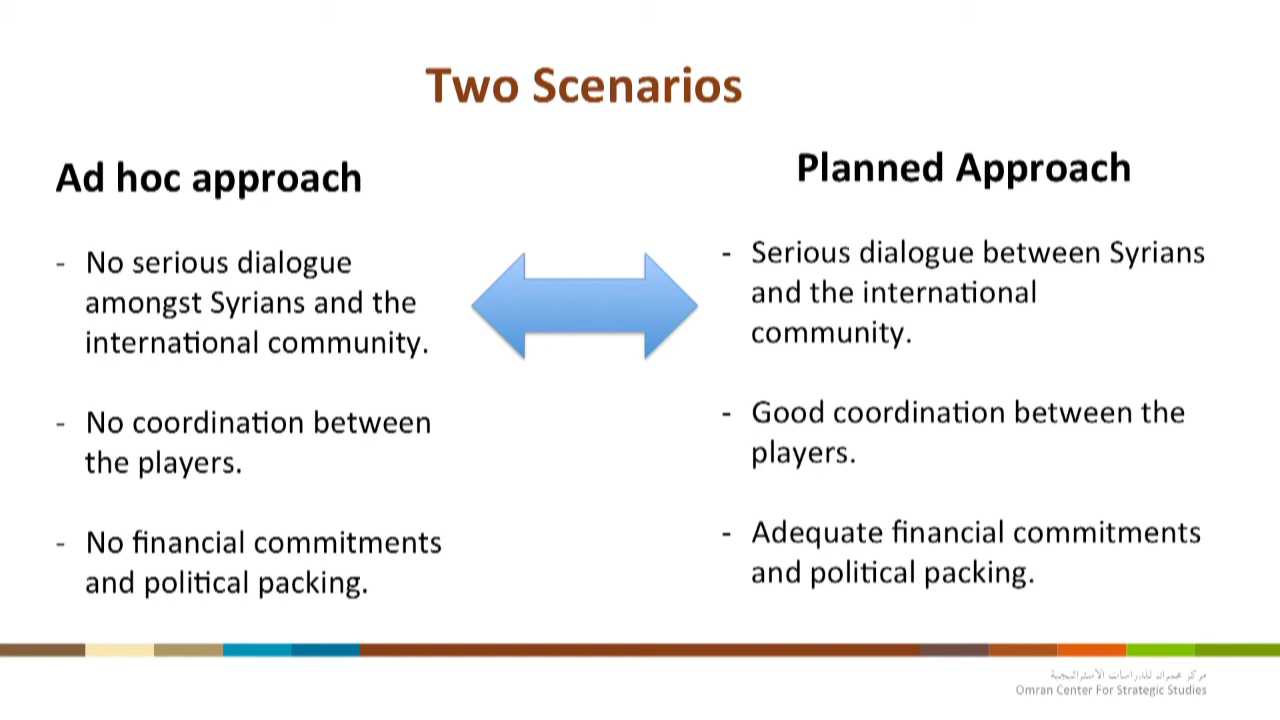 Two Scenarios
Ad hoc approach
- No serious dialogue
amongst Syrians and the
international community.
- No coordination between
the players.
- No financial commitments
and political packing.
Planned Approach
- Serious dialogue between Syrians
and the international
community.
- Good coordination between the
players.
- Adequate financial commitments
and political packing.
مركز عمران للدراسات الاستراتيجية
Omran Center For Strategic Studies